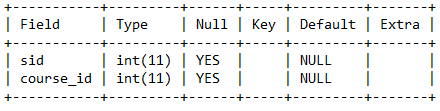 +-----------+---------+------+-----+---------+-------+
| Field     | Type    | Null | Key | Default | Extra |
+-----------+---------+------+-----+---------+-------+
| sid       | int(11) | YES  |     | NULL    |       |
| course_id | int(11) | YES  |     | NULL    |       |
+-----------+---------+------+-----+---------+-------+